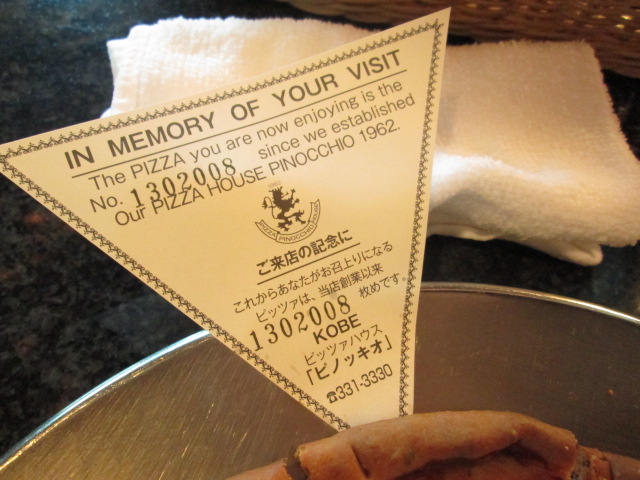 IN MEMORY OF YOUR VISIT
The PIZZA you are now enjoying is the
No. 1302008 since we established
Our PIZZA HOUSE PINOCCHIO 1962.
PIZZA PINOCCHIO HOUSE
ご来店の記念に
これからあなたがお召上りになる
ピッツァは、当店創業以来
1302008 枚めです。
KOBE
ピッツァハウス
「ピノッキオ」
☎331-3330